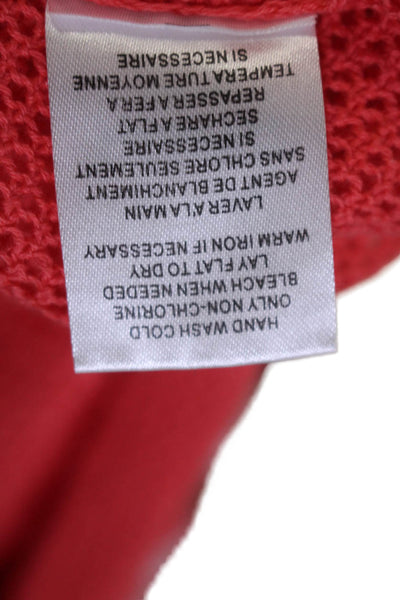 HAND WASH COLD
ONLY NON-CHLORINE
BLEACH WHEN NEEDED
LAY FLAT TO DRY
WARM IRON IF NECESSARY
LAVER A'LA MAIN
AGENT DE BLANCHIMENT
SANS CHLORE SEULEMENT
SI NECESSAIRE
SECHARE A FLAT
REPASSER A FER A
TEMPERATURE MOYENNE
SI NECESSAIRE